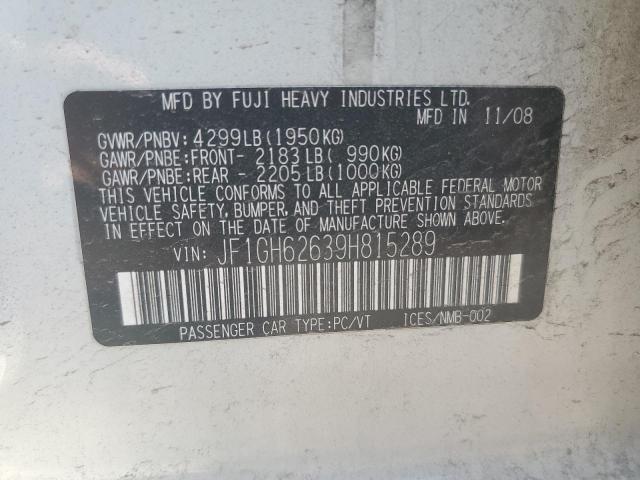 MFD BY FUJI HEAVY INDUSTRIES LTD.
MFD IN 11/08
GVWR/PNBV: 4299LB(1950KG)
GAWR/PNBE:FRONT- 2183LB( 990KG)
GAWR/PNBE:REAR - 2205LB(1000KG)
THIS VEHICLE CONFORMS TO ALL APPLICABLE FEDERAL MOTOR
VEHICLE SAFETY, BUMPER, AND THEFT PREVENTION STANDARDS
IN EFFECT ON THE DATE OF MANUFACTURE SHOWN ABOVE.
VIN: JF1GH62639H815289
PASSENGER CAR TYPE:PC/VT ICES/NMB-002